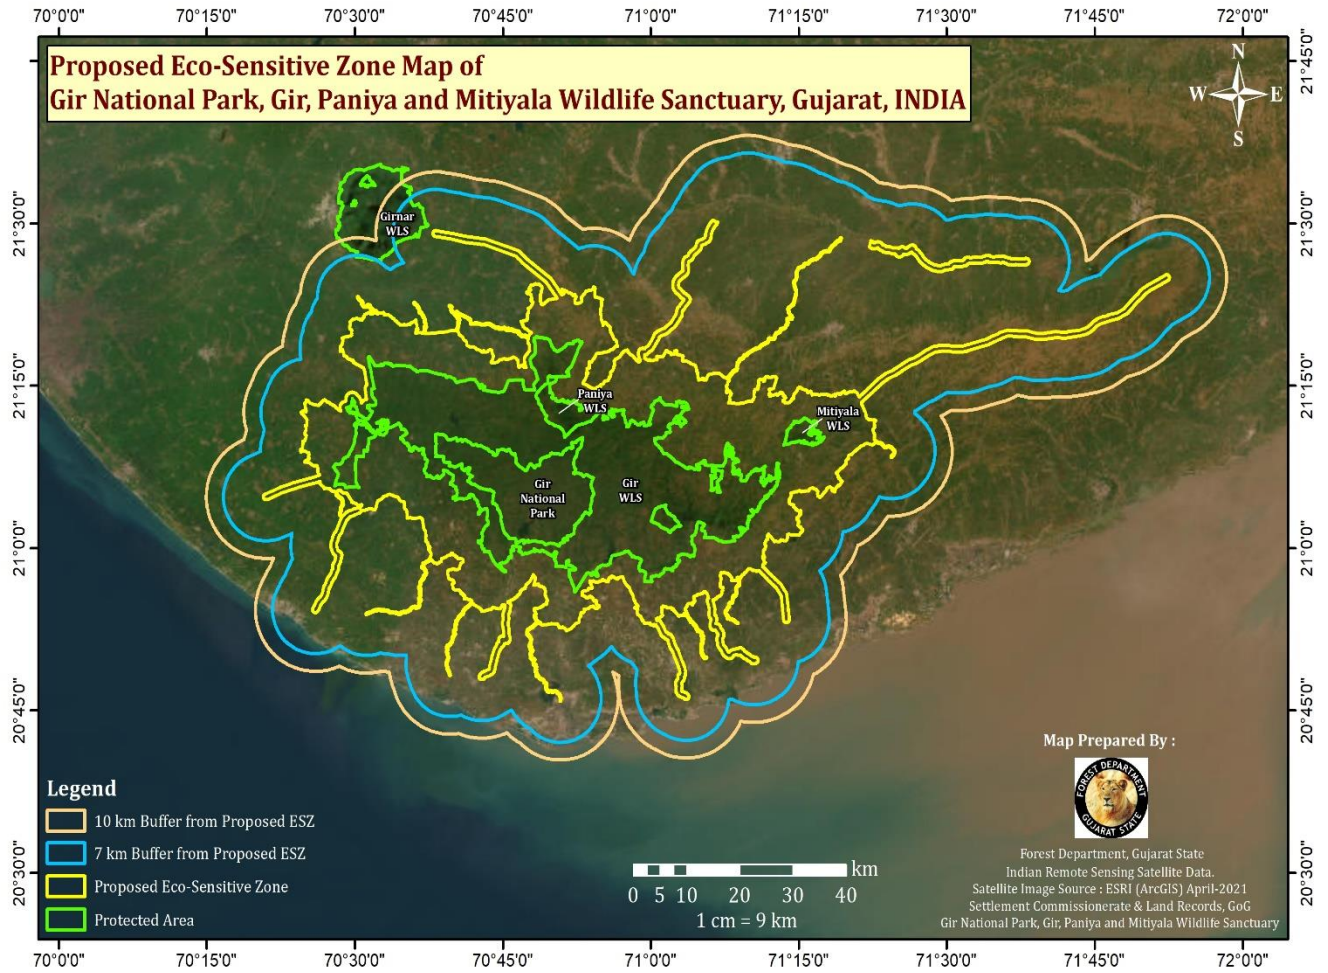 70°0'0" 70°15'0" 70°30'0" 70°45'0" 71°0'0" 71°15'0" 71°30'0" 71°45'0" 72°0'0"
Proposed Eco-Sensitive Zone Map of
Gir National Park, Gir, Paniya and Mitiyala Wildlife Sanctuary, Gujarat, INDIA
N
W E
S
21°45'0"
21°30'0" 21°30'0"
21°15'0" 21°15'0"
21°0'0" 21°0'0"
20°45'0" 20°45'0"
20°30'0" 20°30'0"
Girnar
WLS
Paniya
WLS
Mitiyala
WLS
Gir
National
Park
Gir
WLS
Legend
10 km Buffer from Proposed ESZ
7 km Buffer from Proposed ESZ
Proposed Eco-Sensitive Zone
Protected Area
km
0 5 10 20 30 40
1 cm = 9 km
Map Prepared By :
FOREST DEPARTMENT
GUJARAT STATE
Forest Department, Gujarat State
Indian Remote Sensing Satellite Data.
Satellite Image Source : ESRI (ArcGIS) April-2021
Settlement Commissionerate & Land Records, GoG
Gir National Park, Gir, Paniya and Mitiyala Wildlife Sanctuary
70°0'0" 70°15'0" 70°30'0" 70°45'0" 71°0'0" 71°15'0" 71°30'0" 71°45'0" 72°0'0"